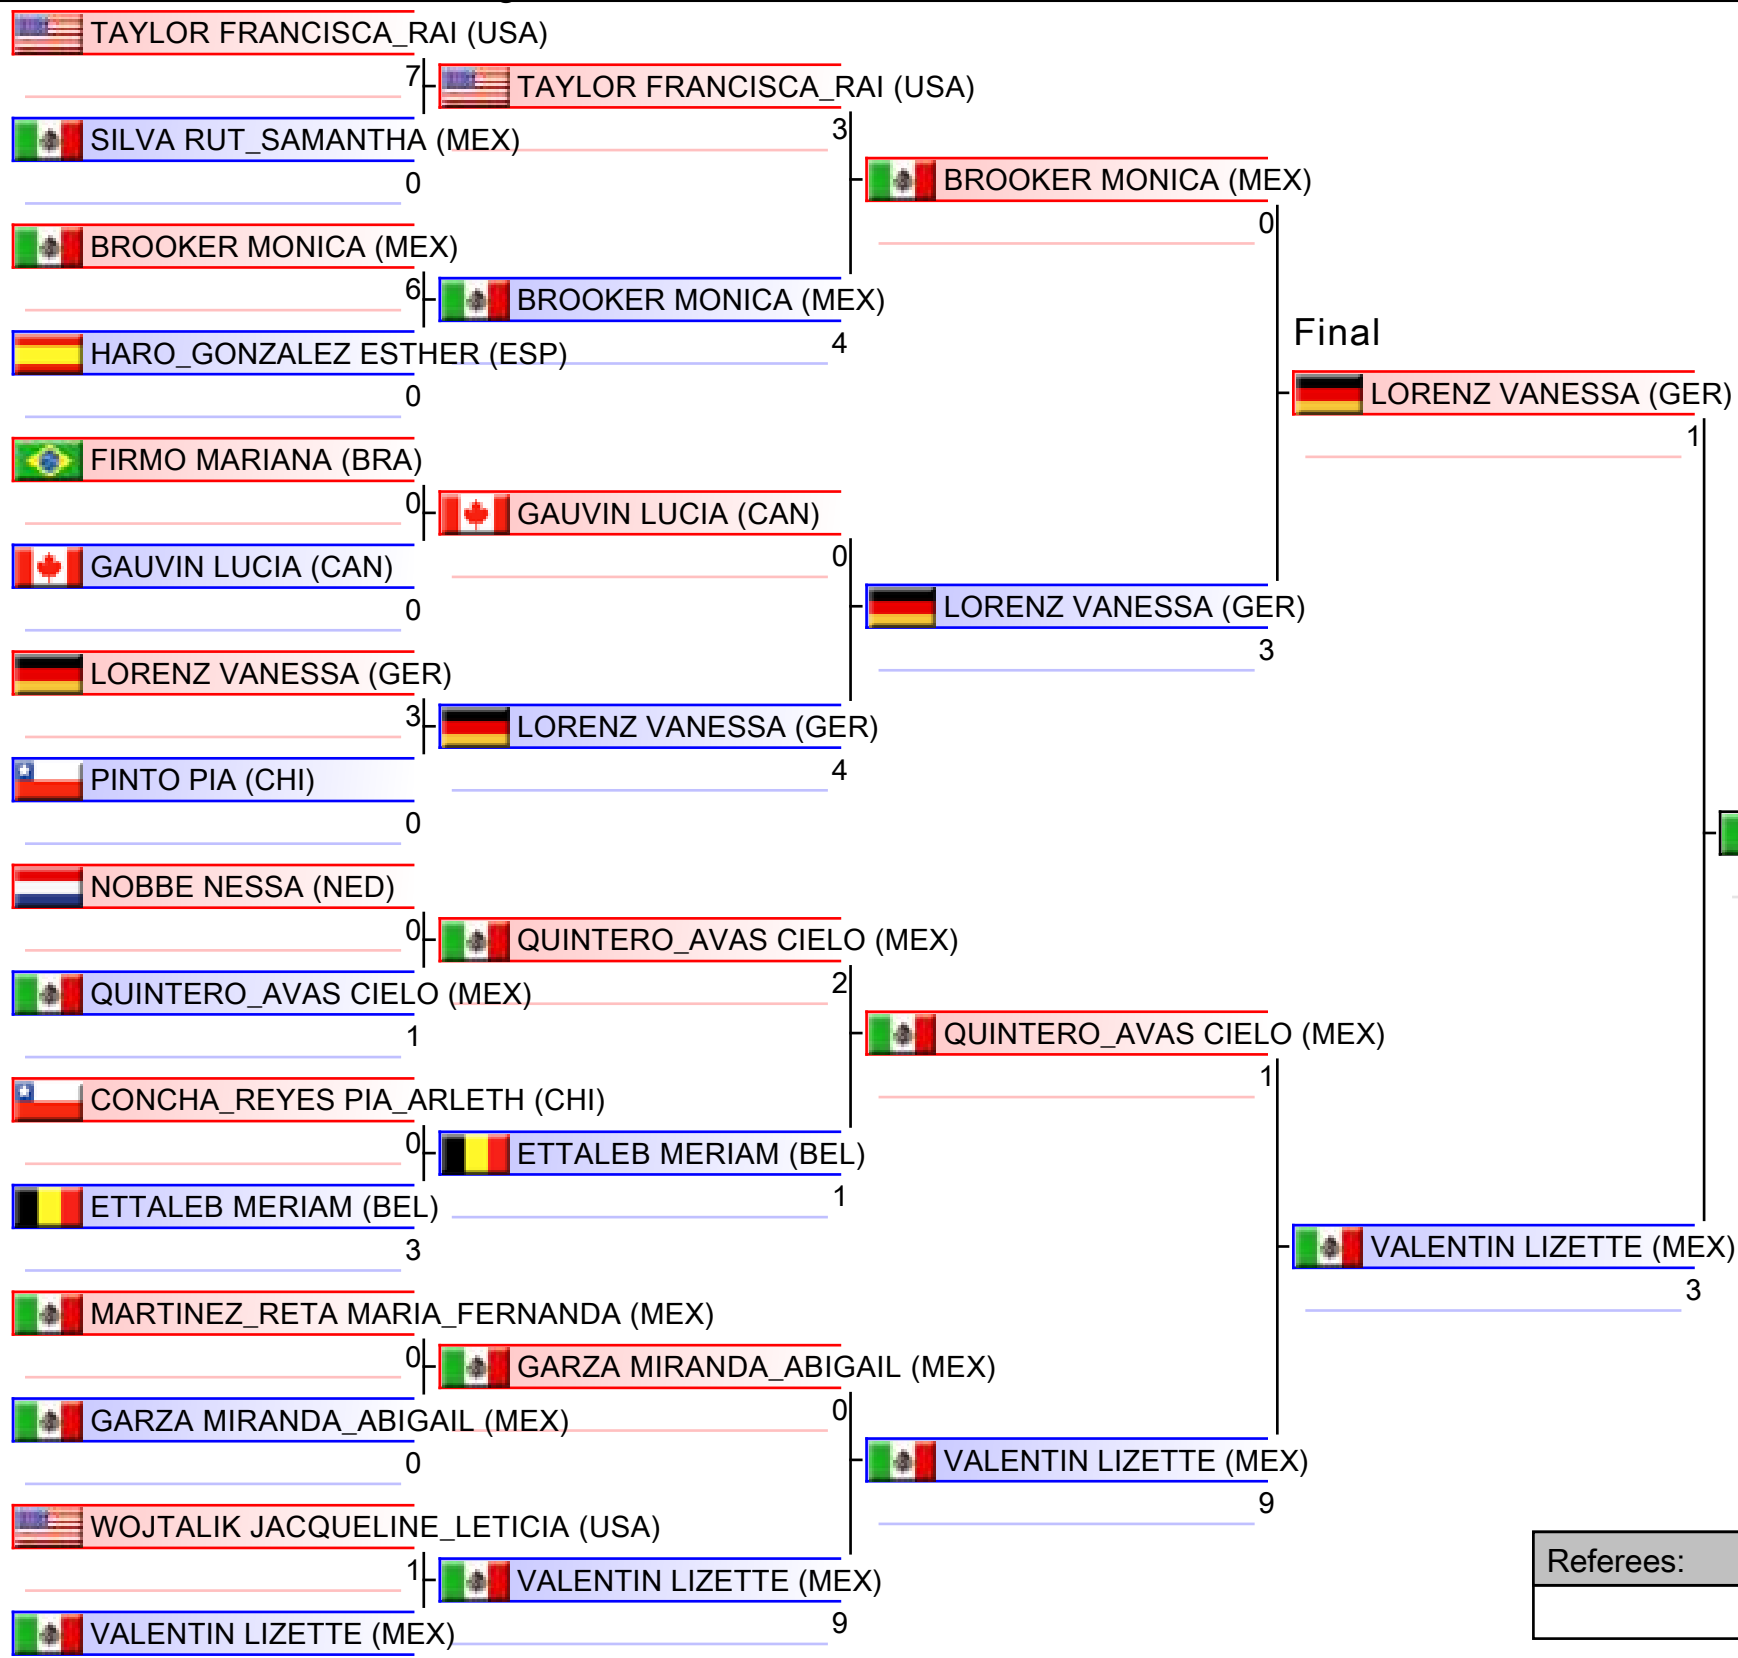 TAYLOR FRANCISCA_RAI (USA)
7
SILVA RUT_SAMANTHA (MEX)
0
BROOKER MONICA (MEX)
6
HARO_GONZALEZ ESTHER (ESP)
0
FIRMO MARIANA (BRA)
0
GAUVIN LUCIA (CAN)
0
LORENZ VANESSA (GER)
3
PINTO PIA (CHI)
0
NOBBE NESSA (NED)
0
QUINTERO_AVAS CIELO (MEX)
1
CONCHA_REYES PIA_ARLETH (CHI)
0
ETTALEB MERIAM (BEL)
3
MARTINEZ_RETA MARIA_FERNANDA (MEX)
0
GARZA MIRANDA_ABIGAIL (MEX)
0
WOJTALIK JACQUELINE_LETICIA (USA)
1
VALENTIN LIZETTE (MEX)
TAYLOR FRANCISCA_RAI (USA)
3
BROOKER MONICA (MEX)
4
GAUVIN LUCIA (CAN)
0
LORENZ VANESSA (GER)
4
QUINTERO_AVAS CIELO (MEX)
2
ETTALEB MERIAM (BEL)
1
GARZA MIRANDA_ABIGAIL (MEX)
0
VALENTIN LIZETTE (MEX)
9
BROOKER MONICA (MEX)
0
LORENZ VANESSA (GER)
3
QUINTERO_AVAS CIELO (MEX)
1
VALENTIN LIZETTE (MEX)
9
Final
LORENZ VANESSA (GER)
1
VALENTIN LIZETTE (MEX)
3
Referees: